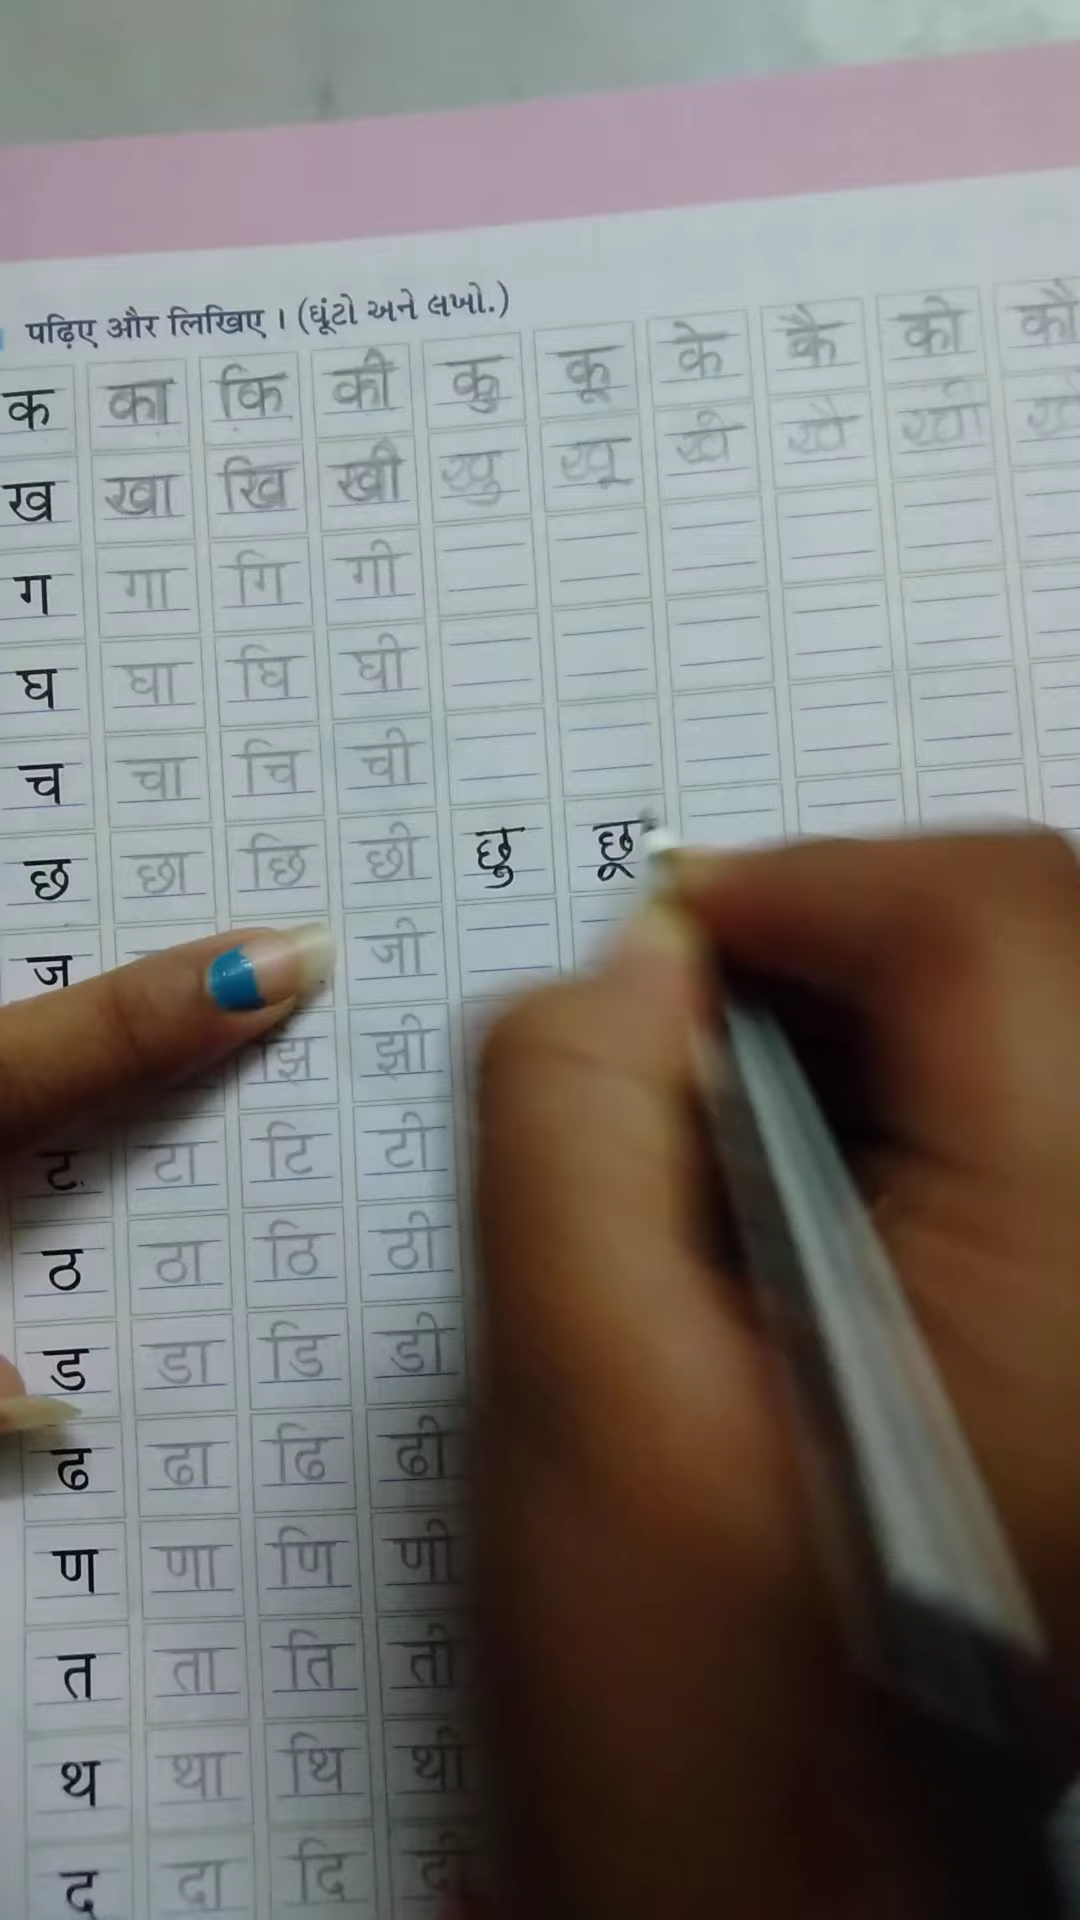 पढ़िए और लिखिए । (ઘૂંટો અને લખો.)
क का कि की कु कू के कै को कौ
ख खा खि खी खु खू खे खै खो
ग गा गि गी
घ घा घि घी
च चा चि ची
छ छा छि छी छु छू
ज जी
झि झी
ट टा टि टी
ठ ठा ठि ठी
ड डा डि डी
ढ ढा ढि ढी
ण णा णि णी
त ता ति ती
थ था थि थी
द दा दि